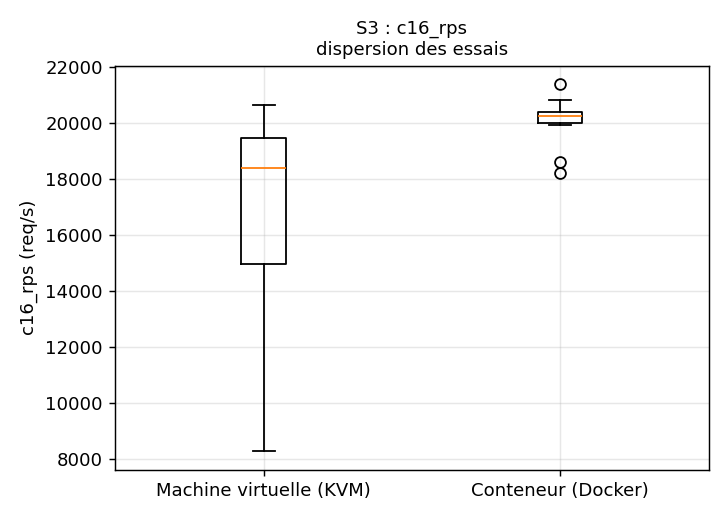 S3 : c16_rps
dispersion des essais
c16_rps (req/s)
22000
20000
18000
16000
14000
12000
10000
8000
Machine virtuelle (KVM)
Conteneur (Docker)